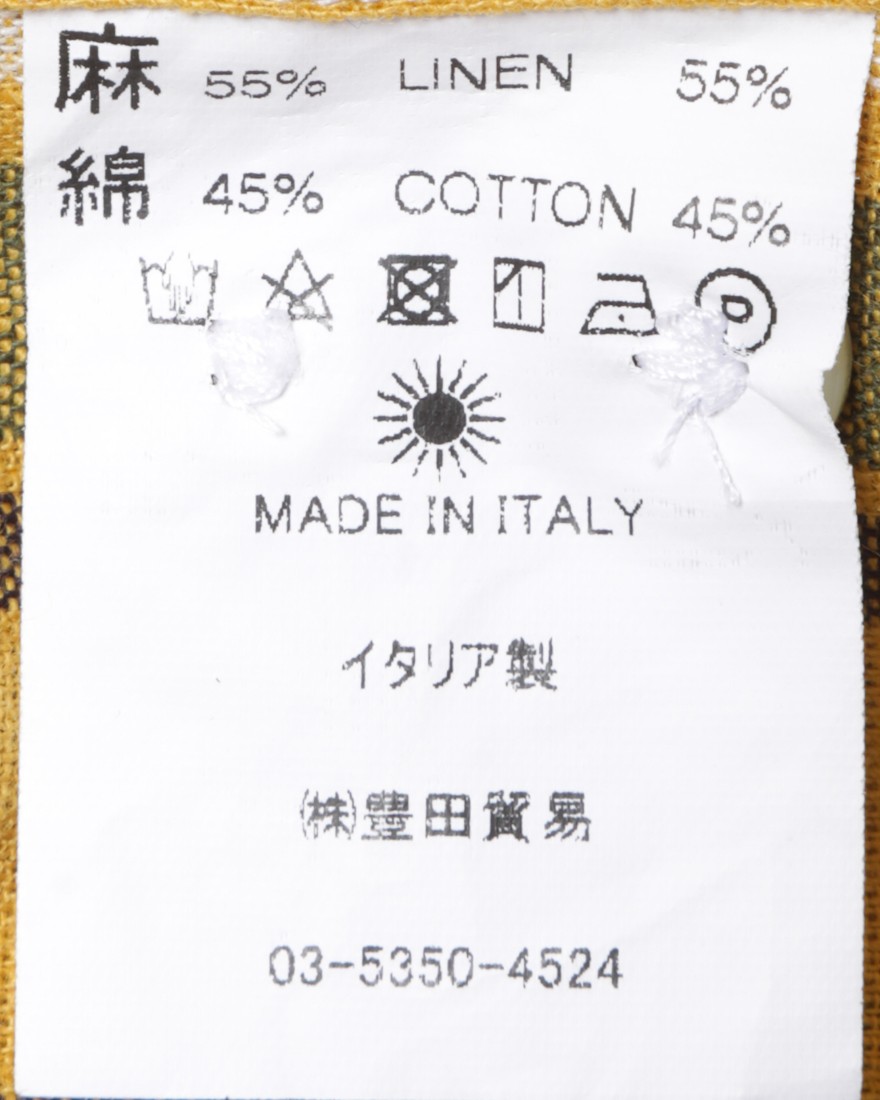 麻 55% LINEN 55%
綿 45% COTTON 45%
P
MADE IN ITALY
イタリア製
㈱豊田貿易
03-5350-4524